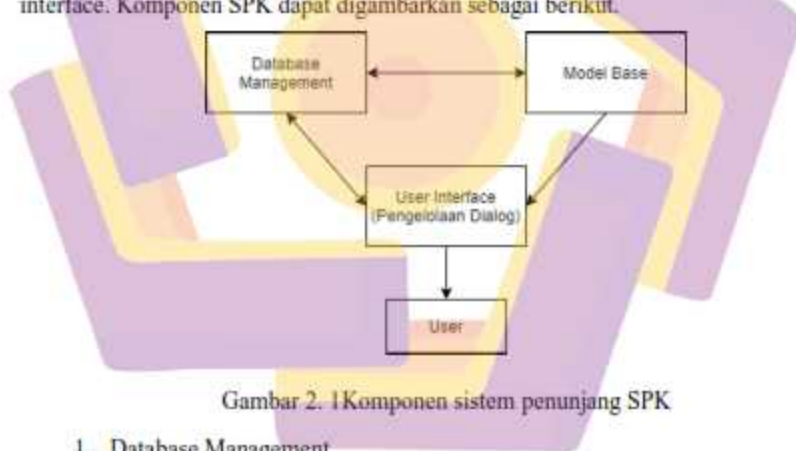 interface. Komponen SPK dapat digambarkan sebagai berikut.
Database
Management
Model Base
User Interface
(Pengelolaan Dialog)
User
Gambar 2. 1Komponen sistem penunjang SPK
1. Database Management